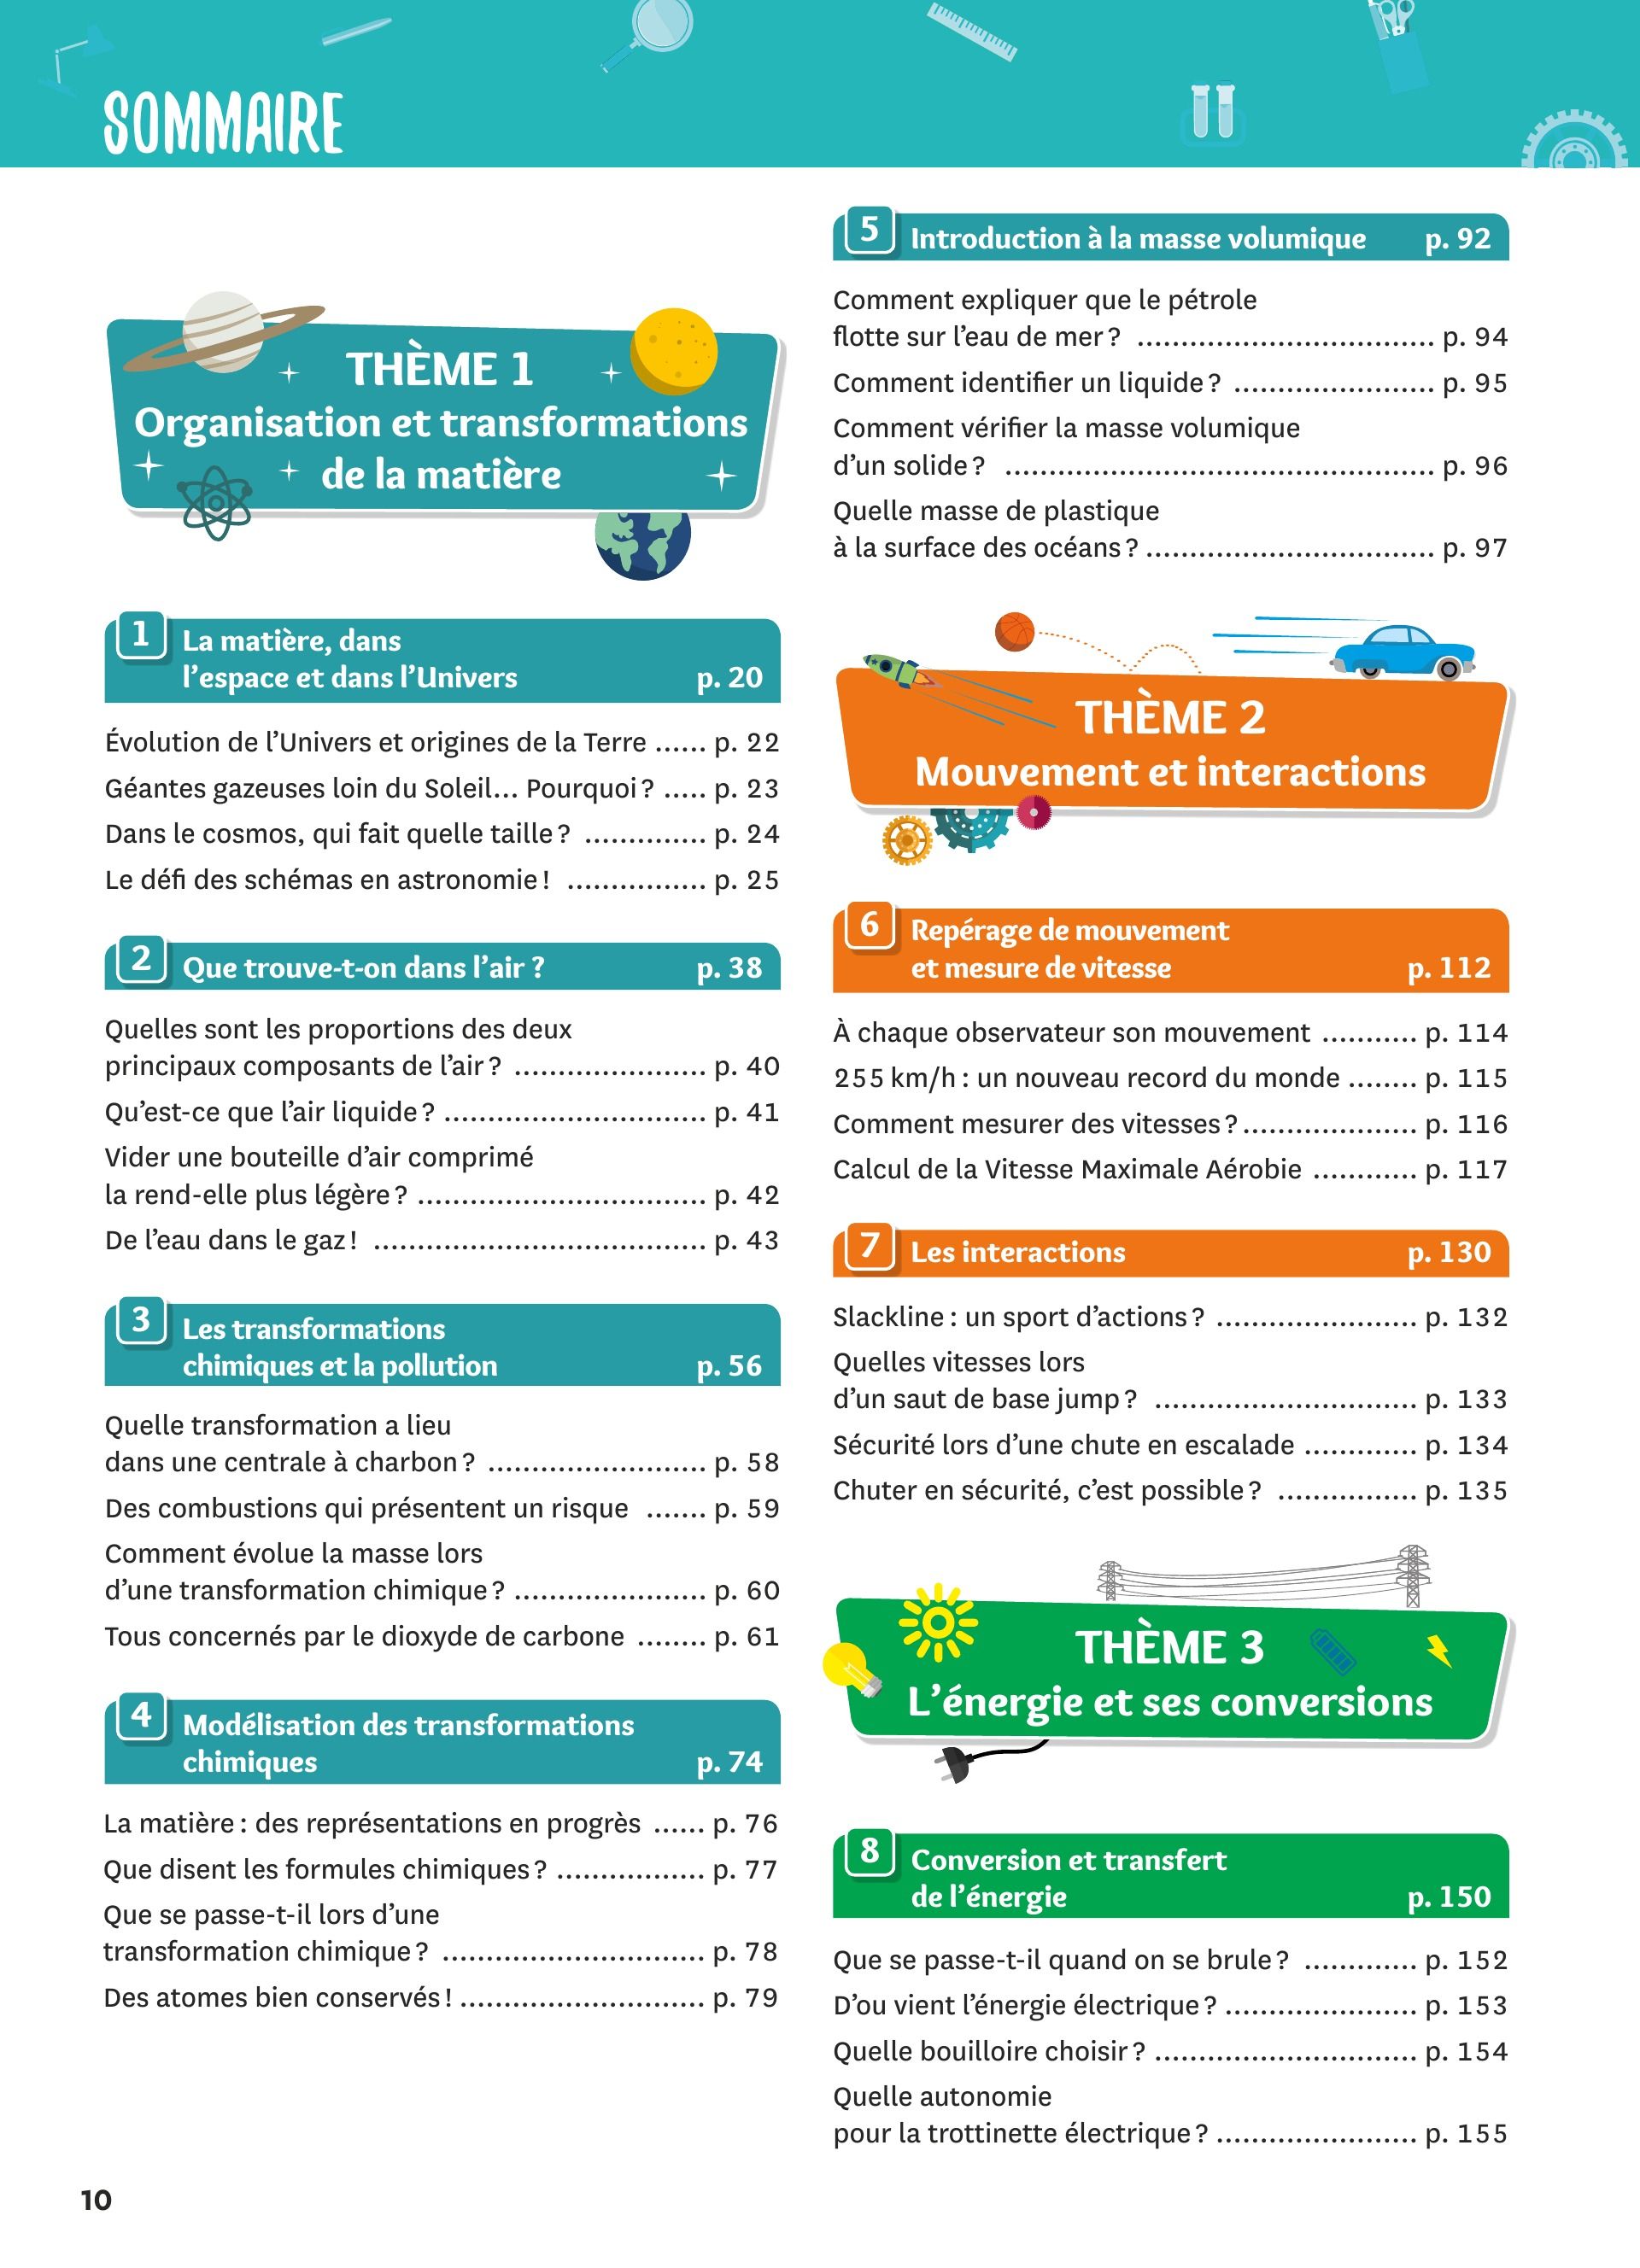 SOMMAIRE
THÈME 1
Organisation et transformations
de la matière
1 La matière, dans
l'espace et dans l'Univers p. 20
Évolution de l'Univers et origines de la Terre ...... p. 22
Géantes gazeuses loin du Soleil... Pourquoi ? ..... p. 23
Dans le cosmos, qui fait quelle taille ? .............. p. 24
Le défi des schémas en astronomie ! ................ p. 25
2 Que trouve-t-on dans l'air ? p. 38
Quelles sont les proportions des deux
principaux composants de l'air ? ...................... p. 40
Qu'est-ce que l'air liquide ? .............................. p. 41
Vider une bouteille d'air comprimé
la rend-elle plus légère ? ................................. p. 42
De l'eau dans le gaz ! ...................................... p. 43
3 Les transformations
chimiques et la pollution p. 56
Quelle transformation a lieu
dans une centrale à charbon ? ......................... p. 58
Des combustions qui présentent un risque ....... p. 59
Comment évolue la masse lors
d'une transformation chimique ? ...................... p. 60
Tous concernés par le dioxyde de carbone ........ p. 61
4 Modélisation des transformations
chimiques p. 74
La matière : des représentations en progrès ...... p. 76
Que disent les formules chimiques ? ................. p. 77
Que se passe-t-il lors d'une
transformation chimique ? .............................. p. 78
Des atomes bien conservés ! ............................ p. 79
5 Introduction à la masse volumique p. 92
Comment expliquer que le pétrole
flotte sur l'eau de mer ? .................................. p. 94
Comment identifier un liquide ? ....................... p. 95
Comment vérifier la masse volumique
d'un solide ? ................................................. p. 96
Quelle masse de plastique
à la surface des océans ? ................................. p. 97
THÈME 2
Mouvement et interactions
6 Repérage de mouvement
et mesure de vitesse p. 112
À chaque observateur son mouvement ........... p. 114
255 km/h : un nouveau record du monde ........ p. 115
Comment mesurer des vitesses ? .................... p. 116
Calcul de la Vitesse Maximale Aérobie ............ p. 117
7 Les interactions p. 130
Slackline : un sport d'actions ? ....................... p. 132
Quelles vitesses lors
d'un saut de base jump ? .............................. p. 133
Sécurité lors d'une chute en escalade ............. p. 134
Chuter en sécurité, c'est possible ? ................ p. 135
THÈME 3
L'énergie et ses conversions
8 Conversion et transfert
de l'énergie p. 150
Que se passe-t-il quand on se brule ? ............. p. 152
D'ou vient l'énergie électrique ? ...................... p. 153
Quelle bouilloire choisir ? .............................. p. 154
Quelle autonomie
pour la trottinette électrique ? ....................... p. 155
10